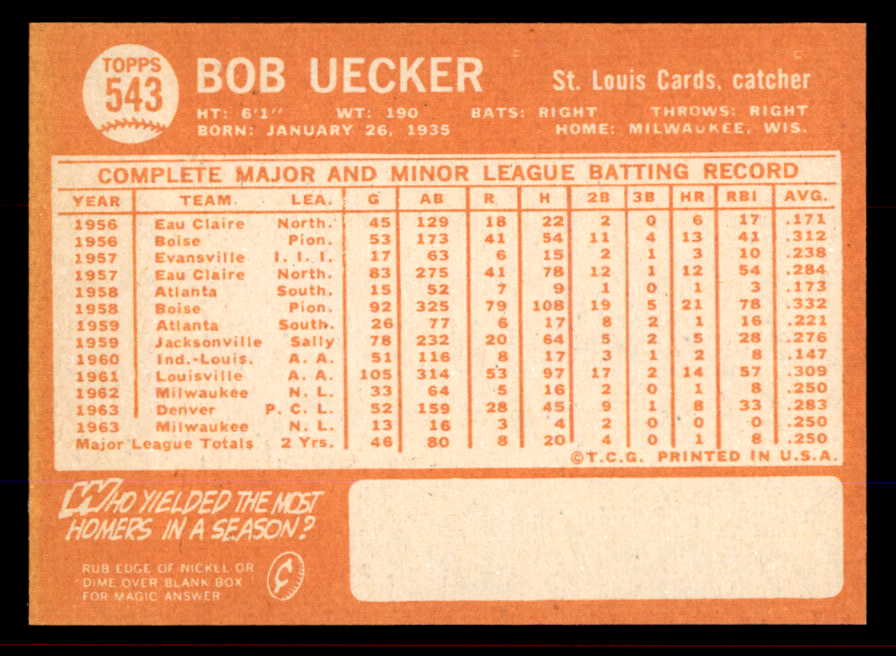 TOPPS
543
BOB UECKER
St. Louis Cards, catcher
HT: 6'1" WT: 190 BATS: RIGHT THROWS: RIGHT
BORN: JANUARY 26, 1935 HOME: MILWAUKEE, WIS.
COMPLETE MAJOR AND MINOR LEAGUE BATTING RECORD
YEAR TEAM. LEA. G AB R H 2B 3B HR RBI AVG.
1956 Eau Claire North. 45 129 18 22 2 0 6 17 .171
1956 Boise Pion. 53 173 41 54 11 4 13 41 .312
1957 Evansville I. I. I. 17 63 6 15 2 1 3 10 .238
1957 Eau Claire North. 83 275 41 78 12 1 12 54 .284
1958 Atlanta South. 15 52 7 9 1 0 1 3 .173
1958 Boise Pion. 92 325 79 108 19 5 21 78 .332
1959 Atlanta South. 26 77 6 17 8 2 1 16 .221
1959 Jacksonville Sally 78 232 20 64 5 2 5 28 .276
1960 Ind.-Louis. A. A. 51 116 8 17 3 1 2 8 .147
1961 Louisville A. A. 105 314 53 97 17 2 14 57 .309
1962 Milwaukee N. L. 33 64 5 16 2 0 1 8 .250
1963 Denver P. C. L. 52 159 28 45 9 1 8 33 .283
1963 Milwaukee N. L. 13 16 3 4 2 0 0 0 .250
Major League Totals 2 Yrs. 46 80 8 20 4 0 1 8 .250
©T.C.G. PRINTED IN U.S.A.
WHO YIELDED THE MOST
HOMERS IN A SEASON?
RUB EDGE OF NICKEL OR
DIME OVER BLANK BOX
FOR MAGIC ANSWER
¢